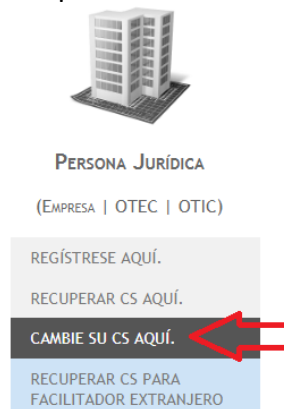 Persona Jurídica
(Empresa | OTEC | OTIC)
REGÍSTRESE AQUÍ.
RECUPERAR CS AQUÍ.
CAMBIE SU CS AQUÍ.
RECUPERAR CS PARA
FACILITADOR EXTRANJERO